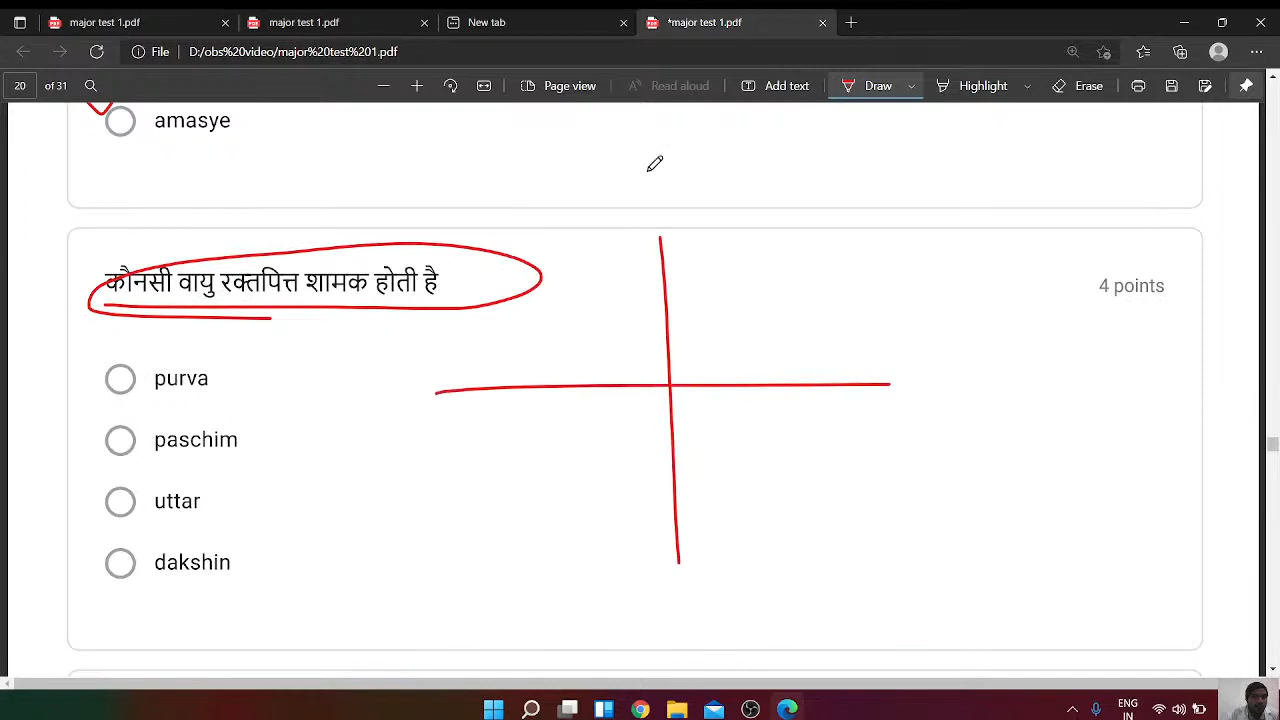 major test 1.pdf
major test 1.pdf
New tab
*major test 1.pdf
File
D:/obs%20video/major%20test%201.pdf
20 of 31
Page view
Read aloud
Add text
Draw
Highlight
Erase
amasye
कौनसी वायु रक्तपित्त शामक होती है
4 points
purva
paschim
uttar
dakshin
ENG
IN